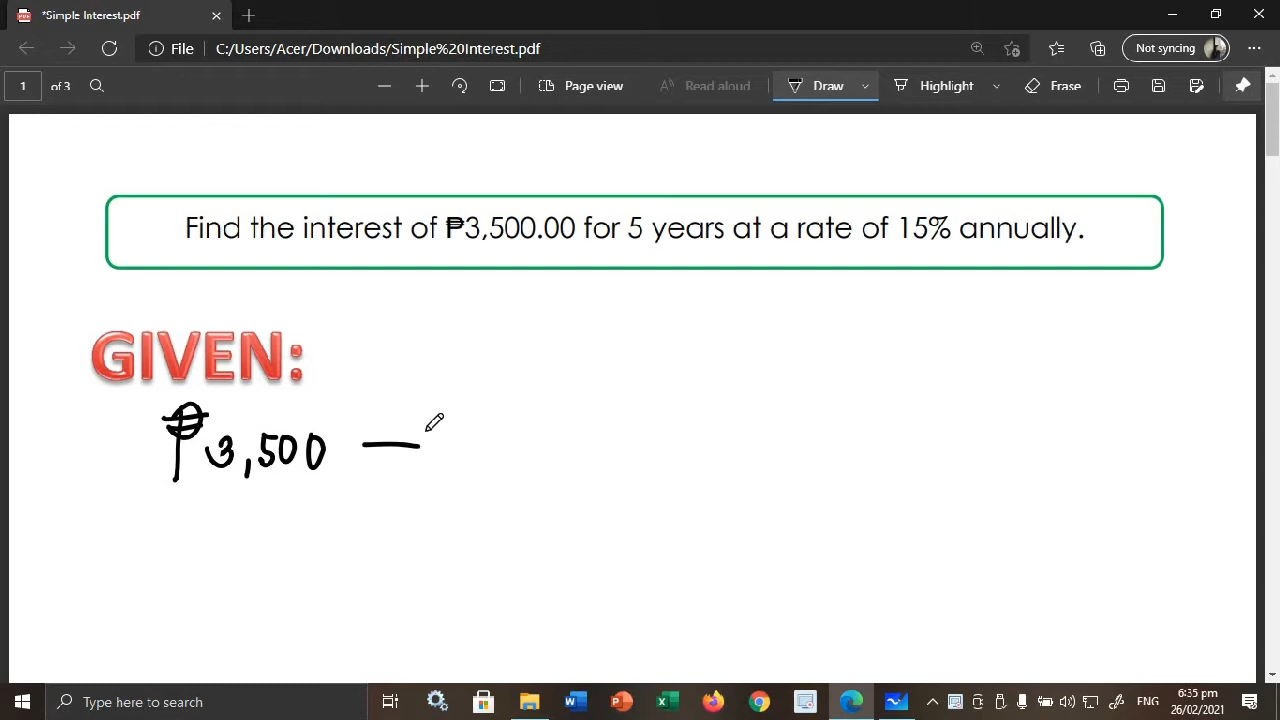 *Simple Interest.pdf
File C:/Users/Acer/Downloads/Simple%20Interest.pdf Not syncing
1 of 3 Page view Read aloud Draw Highlight Erase
Find the interest of ₱3,500.00 for 5 years at a rate of 15% annually.
GIVEN:
₱3,500 —
Type here to search ENG 6:35 pm
26/02/2021